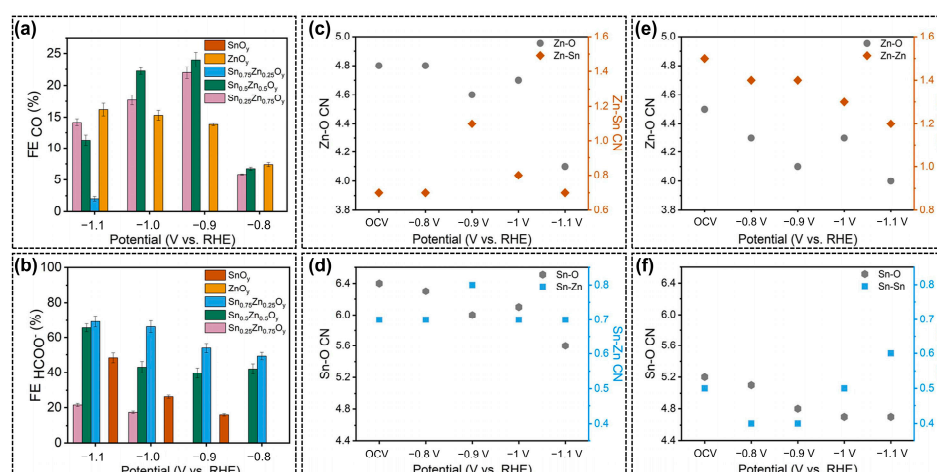 (a)
FE CO (%)
25
20
15
10
5
0
SnOy
ZnOy
Sn0.75Zn0.25Oy
Sn0.5Zn0.5Oy
Sn0.25Zn0.75Oy
−1.1 −1.0 −0.9 −0.8
Potential (V vs. RHE)
(b)
FE HCOO- (%)
100
80
60
40
20
0
SnOy
ZnOy
Sn0.75Zn0.25Oy
Sn0.5Zn0.5Oy
Sn0.25Zn0.75Oy
−1.1 −1.0 −0.9 −0.8
Potential (V vs. RHE)
(c)
Zn-O CN
5.0
4.8
4.6
4.4
4.2
4.0
3.8
Zn-O
Zn-Sn
1.6
1.4
1.2
1.0
0.8
0.6
Zn-Sn CN
OCV −0.8 V −0.9 V −1 V −1.1 V
Potential (V vs. RHE)
(d)
Sn-O CN
6.4
6.0
5.6
5.2
4.8
4.4
Sn-O
Sn-Zn
0.8
0.7
0.6
0.5
0.4
Sn-Zn CN
OCV −0.8 V −0.9 V −1 V −1.1 V
Potential (V vs. RHE)
(e)
Zn-O CN
5.0
4.8
4.6
4.4
4.2
4.0
3.8
Zn-O
Zn-Zn
1.6
1.4
1.2
1.0
0.8
OCV −0.8 V −0.9 V −1 V −1.1 V
Potential (V vs. RHE)
(f)
Sn-O CN
6.4
6.0
5.6
5.2
4.8
4.4
Sn-O
Sn-Sn
0.8
0.7
0.6
0.5
0.4
OCV −0.8 V −0.9 V −1 V −1.1 V
Potential (V vs. RHE)